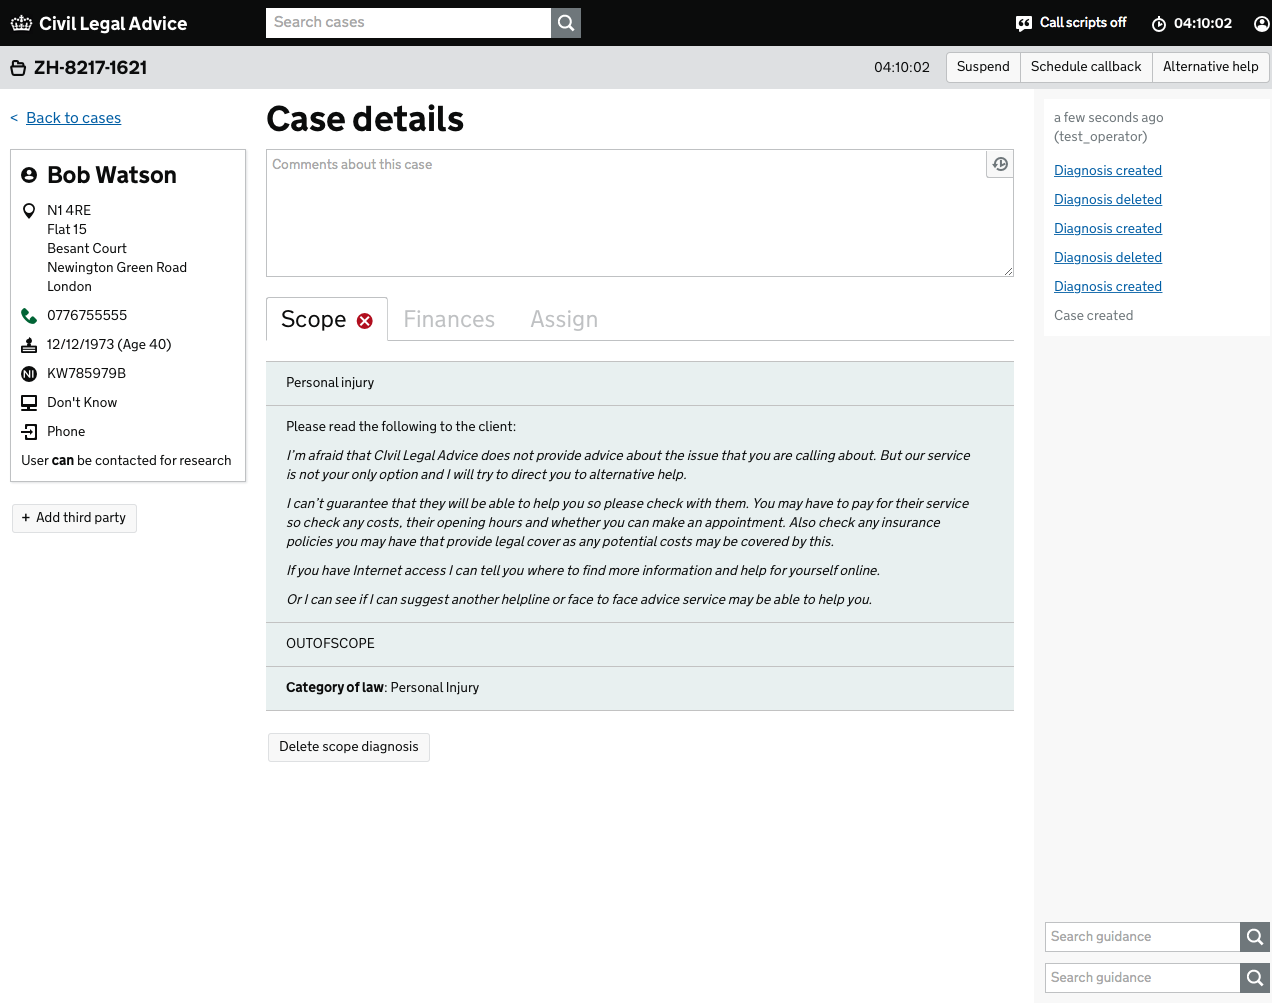 Civil Legal Advice
Search cases
Call scripts off
04:10:02
ZH-8217-1621
04:10:02
Suspend
Schedule callback
Alternative help
< Back to cases
Bob Watson
N1 4RE
Flat 15
Besant Court
Newington Green Road
London
0776755555
12/12/1973 (Age 40)
NI KW785979B
Don't Know
Phone
User can be contacted for research
+ Add third party
Case details
Comments about this case
Scope
Finances
Assign
Personal injury
Please read the following to the client:
I'm afraid that CIvil Legal Advice does not provide advice about the issue that you are calling about. But our service
is not your only option and I will try to direct you to alternative help.
I can't guarantee that they will be able to help you so please check with them. You may have to pay for their service
so check any costs, their opening hours and whether you can make an appointment. Also check any insurance
policies you may have that provide legal cover as any potential costs may be covered by this.
If you have Internet access I can tell you where to find more information and help for yourself online.
Or I can see if I can suggest another helpline or face to face advice service may be able to help you.
OUTOFSCOPE
Category of law: Personal Injury
Delete scope diagnosis
a few seconds ago
(test_operator)
Diagnosis created
Diagnosis deleted
Diagnosis created
Diagnosis deleted
Diagnosis created
Case created
Search guidance
Search guidance